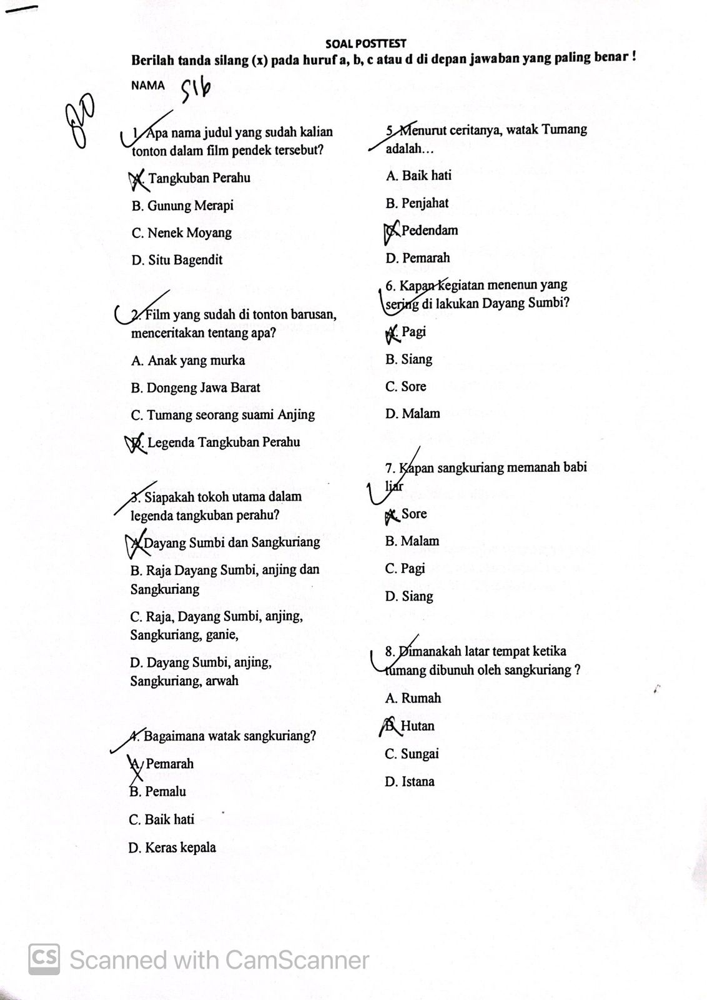 SOAL POSTTEST
Berilah tanda silang (x) pada huruf a, b, c atau d di depan jawaban yang paling benar !
NAMA S16
80
1. Apa nama judul yang sudah kalian
tonton dalam film pendek tersebut?
A. Tangkuban Perahu
B. Gunung Merapi
C. Nenek Moyang
D. Situ Bagendit
2. Film yang sudah di tonton barusan,
menceritakan tentang apa?
A. Anak yang murka
B. Dongeng Jawa Barat
C. Tumang seorang suami Anjing
D. Legenda Tangkuban Perahu
3. Siapakah tokoh utama dalam
legenda tangkuban perahu?
A. Dayang Sumbi dan Sangkuriang
B. Raja Dayang Sumbi, anjing dan
Sangkuriang
C. Raja, Dayang Sumbi, anjing,
Sangkuriang, ganie,
D. Dayang Sumbi, anjing,
Sangkuriang, arwah
4. Bagaimana watak sangkuriang?
A. Pemarah
B. Pemalu
C. Baik hati
D. Keras kepala
5. Menurut ceritanya, watak Tumang
adalah...
A. Baik hati
B. Penjahat
C. Pedendam
D. Pemarah
6. Kapan kegiatan menenun yang
sering di lakukan Dayang Sumbi?
A. Pagi
B. Siang
C. Sore
D. Malam
7. Kapan sangkuriang memanah babi
liar
A. Sore
B. Malam
C. Pagi
D. Siang
8. Dimanakah latar tempat ketika
tumang dibunuh oleh sangkuriang ?
A. Rumah
B. Hutan
C. Sungai
D. Istana
CS Scanned with CamScanner